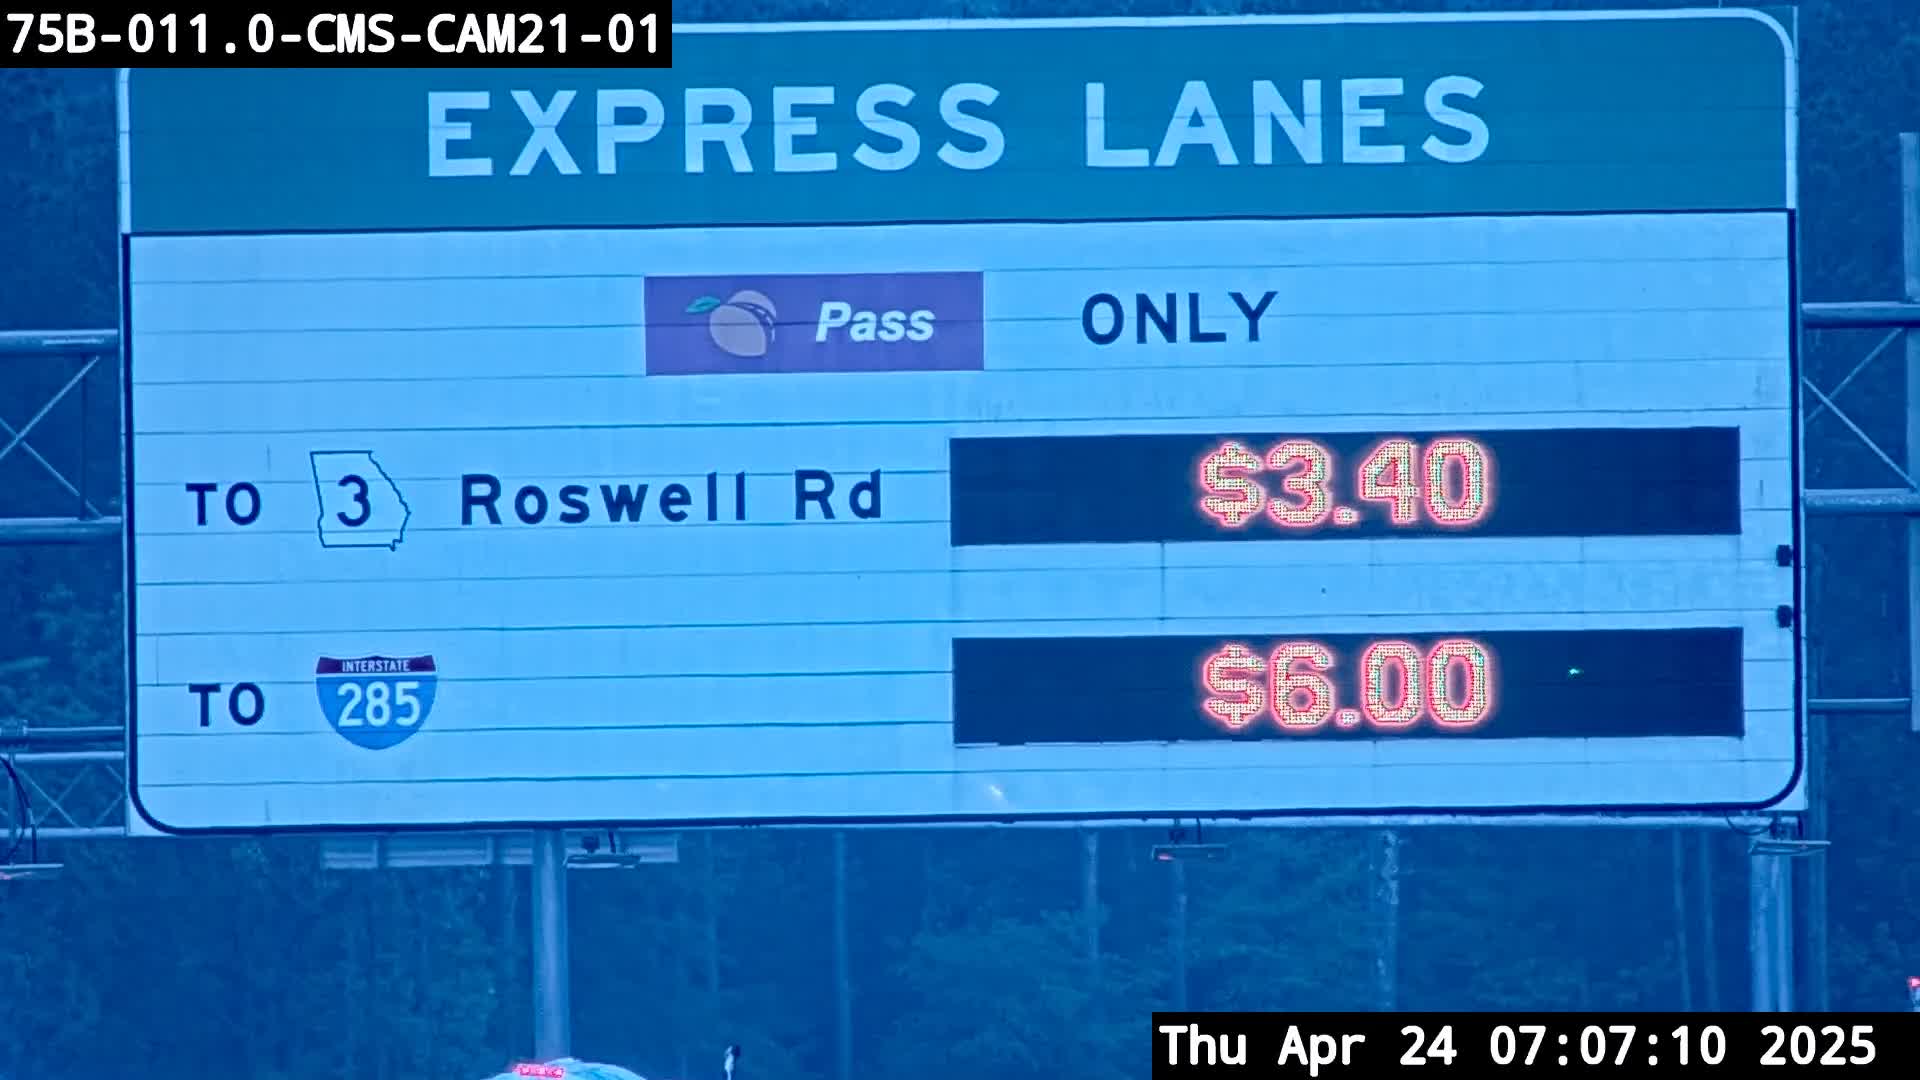 75B-011.0-CMS-CAM21-01
EXPRESS LANES
Pass ONLY
TO 3 Roswell Rd $3.40
TO INTERSTATE 285 $6.00
Thu Apr 24 07:07:10 2025